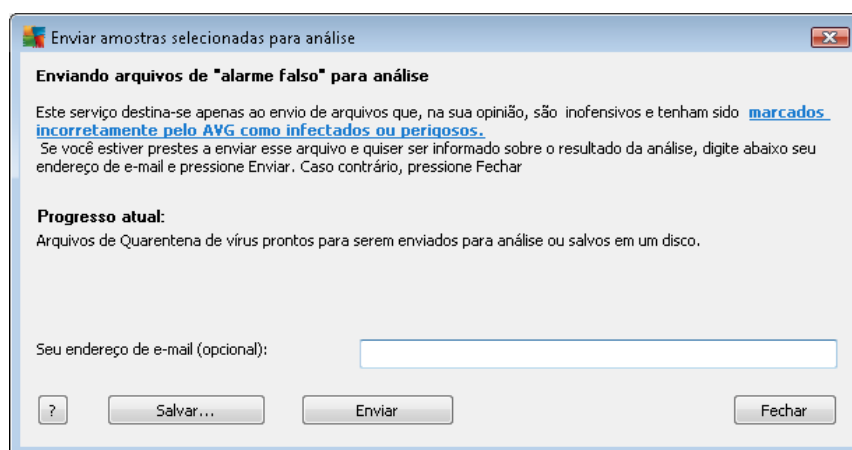 Enviar amostras selecionadas para análise
Enviando arquivos de "alarme falso" para análise
Este serviço destina-se apenas ao envio de arquivos que, na sua opinião, são inofensivos e tenham sido marcados
incorretamente pelo AVG como infectados ou perigosos.
Se você estiver prestes a enviar esse arquivo e quiser ser informado sobre o resultado da análise, digite abaixo seu
endereço de e-mail e pressione Enviar. Caso contrário, pressione Fechar
Progresso atual:
Arquivos de Quarentena de vírus prontos para serem enviados para análise ou salvos em um disco.
Seu endereço de e-mail (opcional):
? Salvar... Enviar Fechar